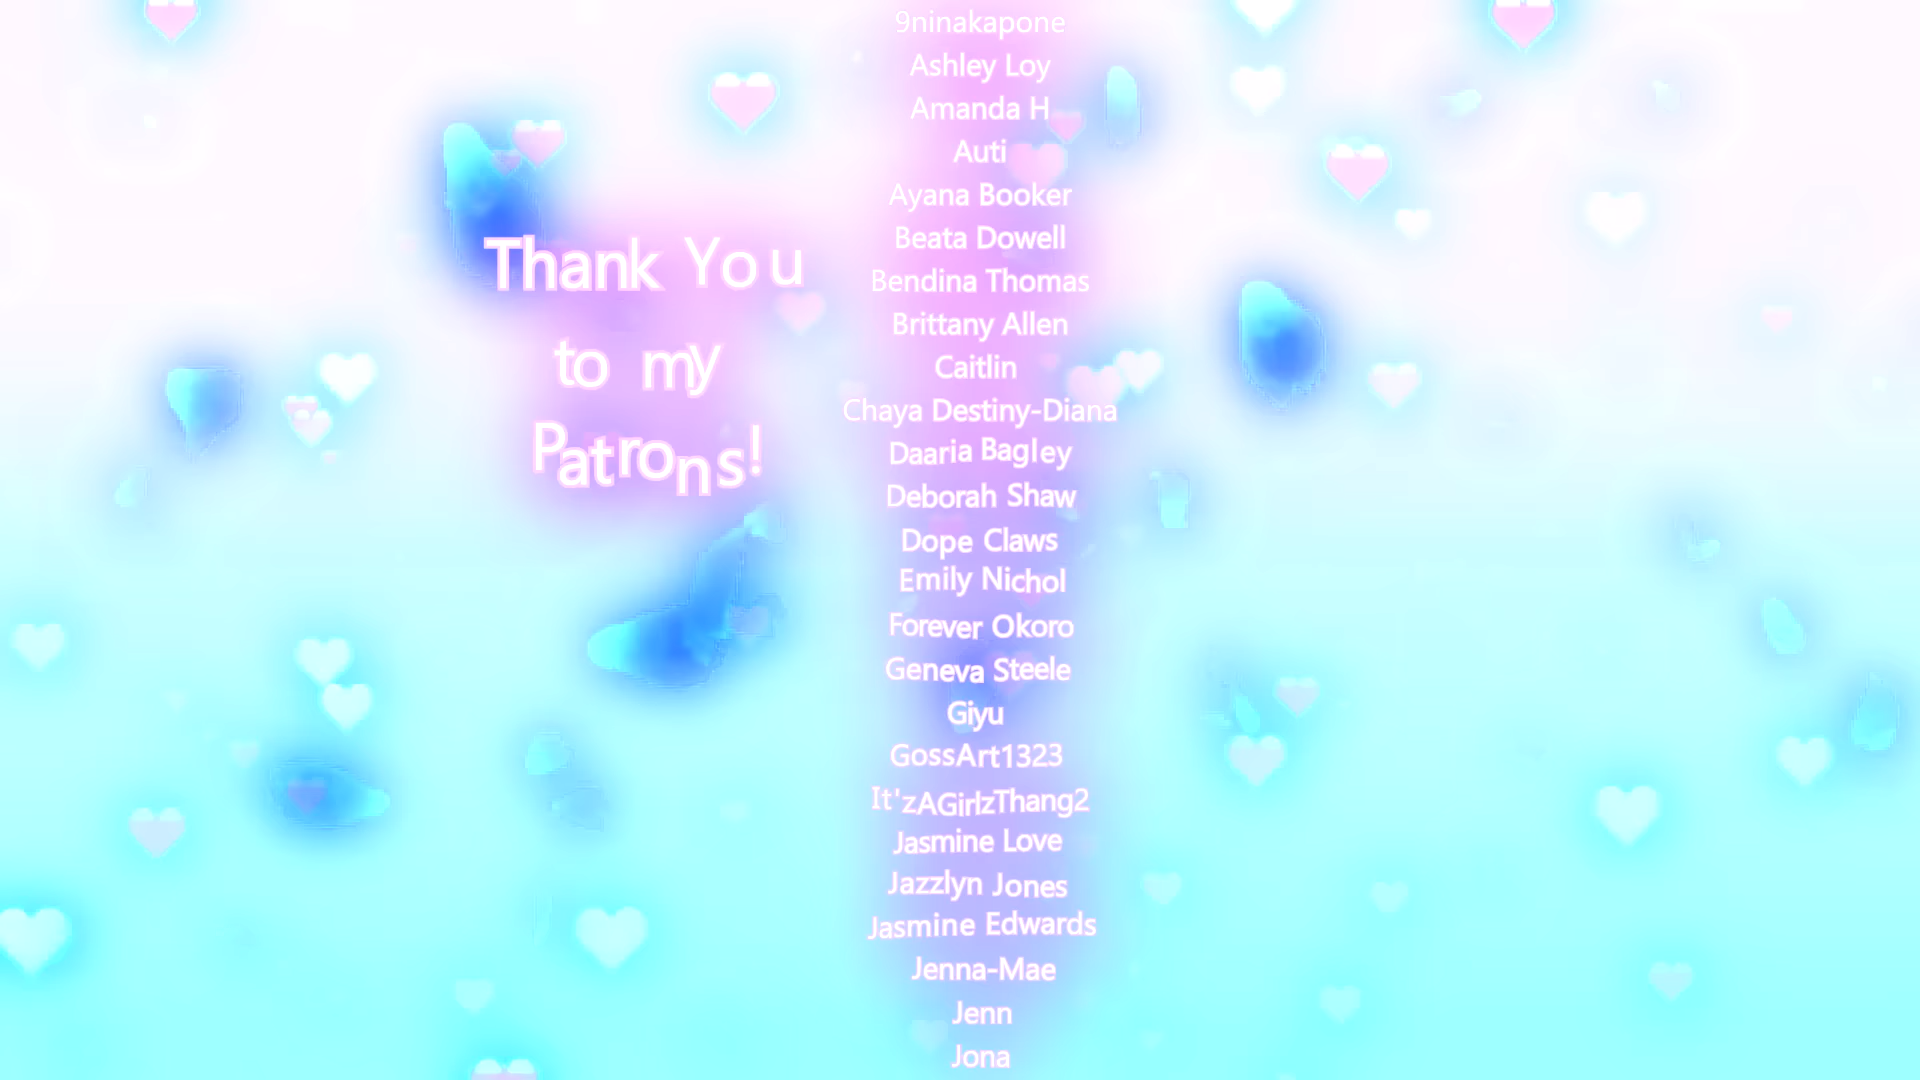 Thank You
to my
Patrons!
9ninakapone
Ashley Loy
Amanda H
Auti
Ayana Booker
Beata Dowell
Bendina Thomas
Brittany Allen
Caitlin
Chaya Destiny-Diana
Daaria Bagley
Deborah Shaw
Dope Claws
Emily Nichol
Forever Okoro
Geneva Steele
Giyu
GossArt1323
It'zAGirlzThang2
Jasmine Love
Jazzlyn Jones
Jasmine Edwards
Jenna-Mae
Jenn
Jona